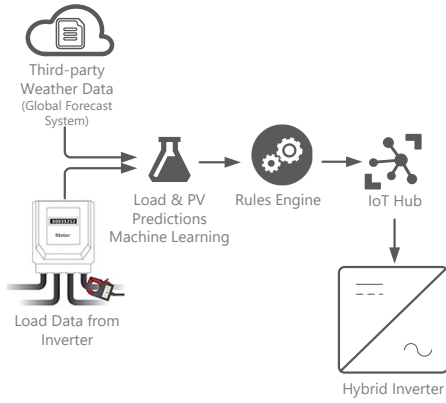 Third-party
Weather Data
(Global Forecast
System)
Load & PV
Predictions
Machine Learning
Rules Engine
IoT Hub
00005252
Meter
Load Data from
Inverter
Hybrid Inverter